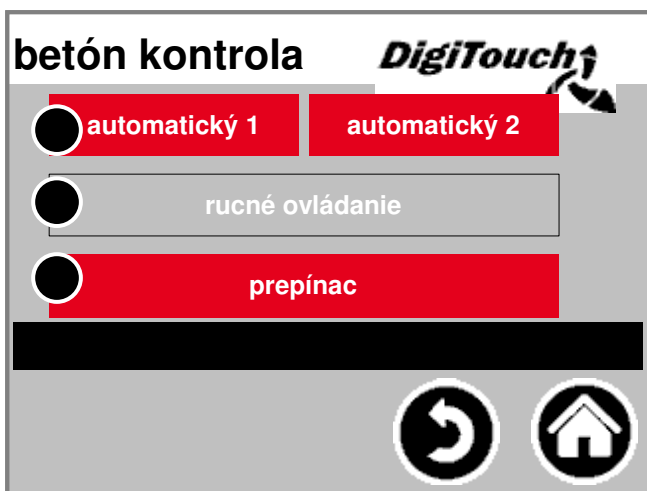 betón kontrola
DigiTouch
automatický 1 automatický 2
rucné ovládanie
prepínac